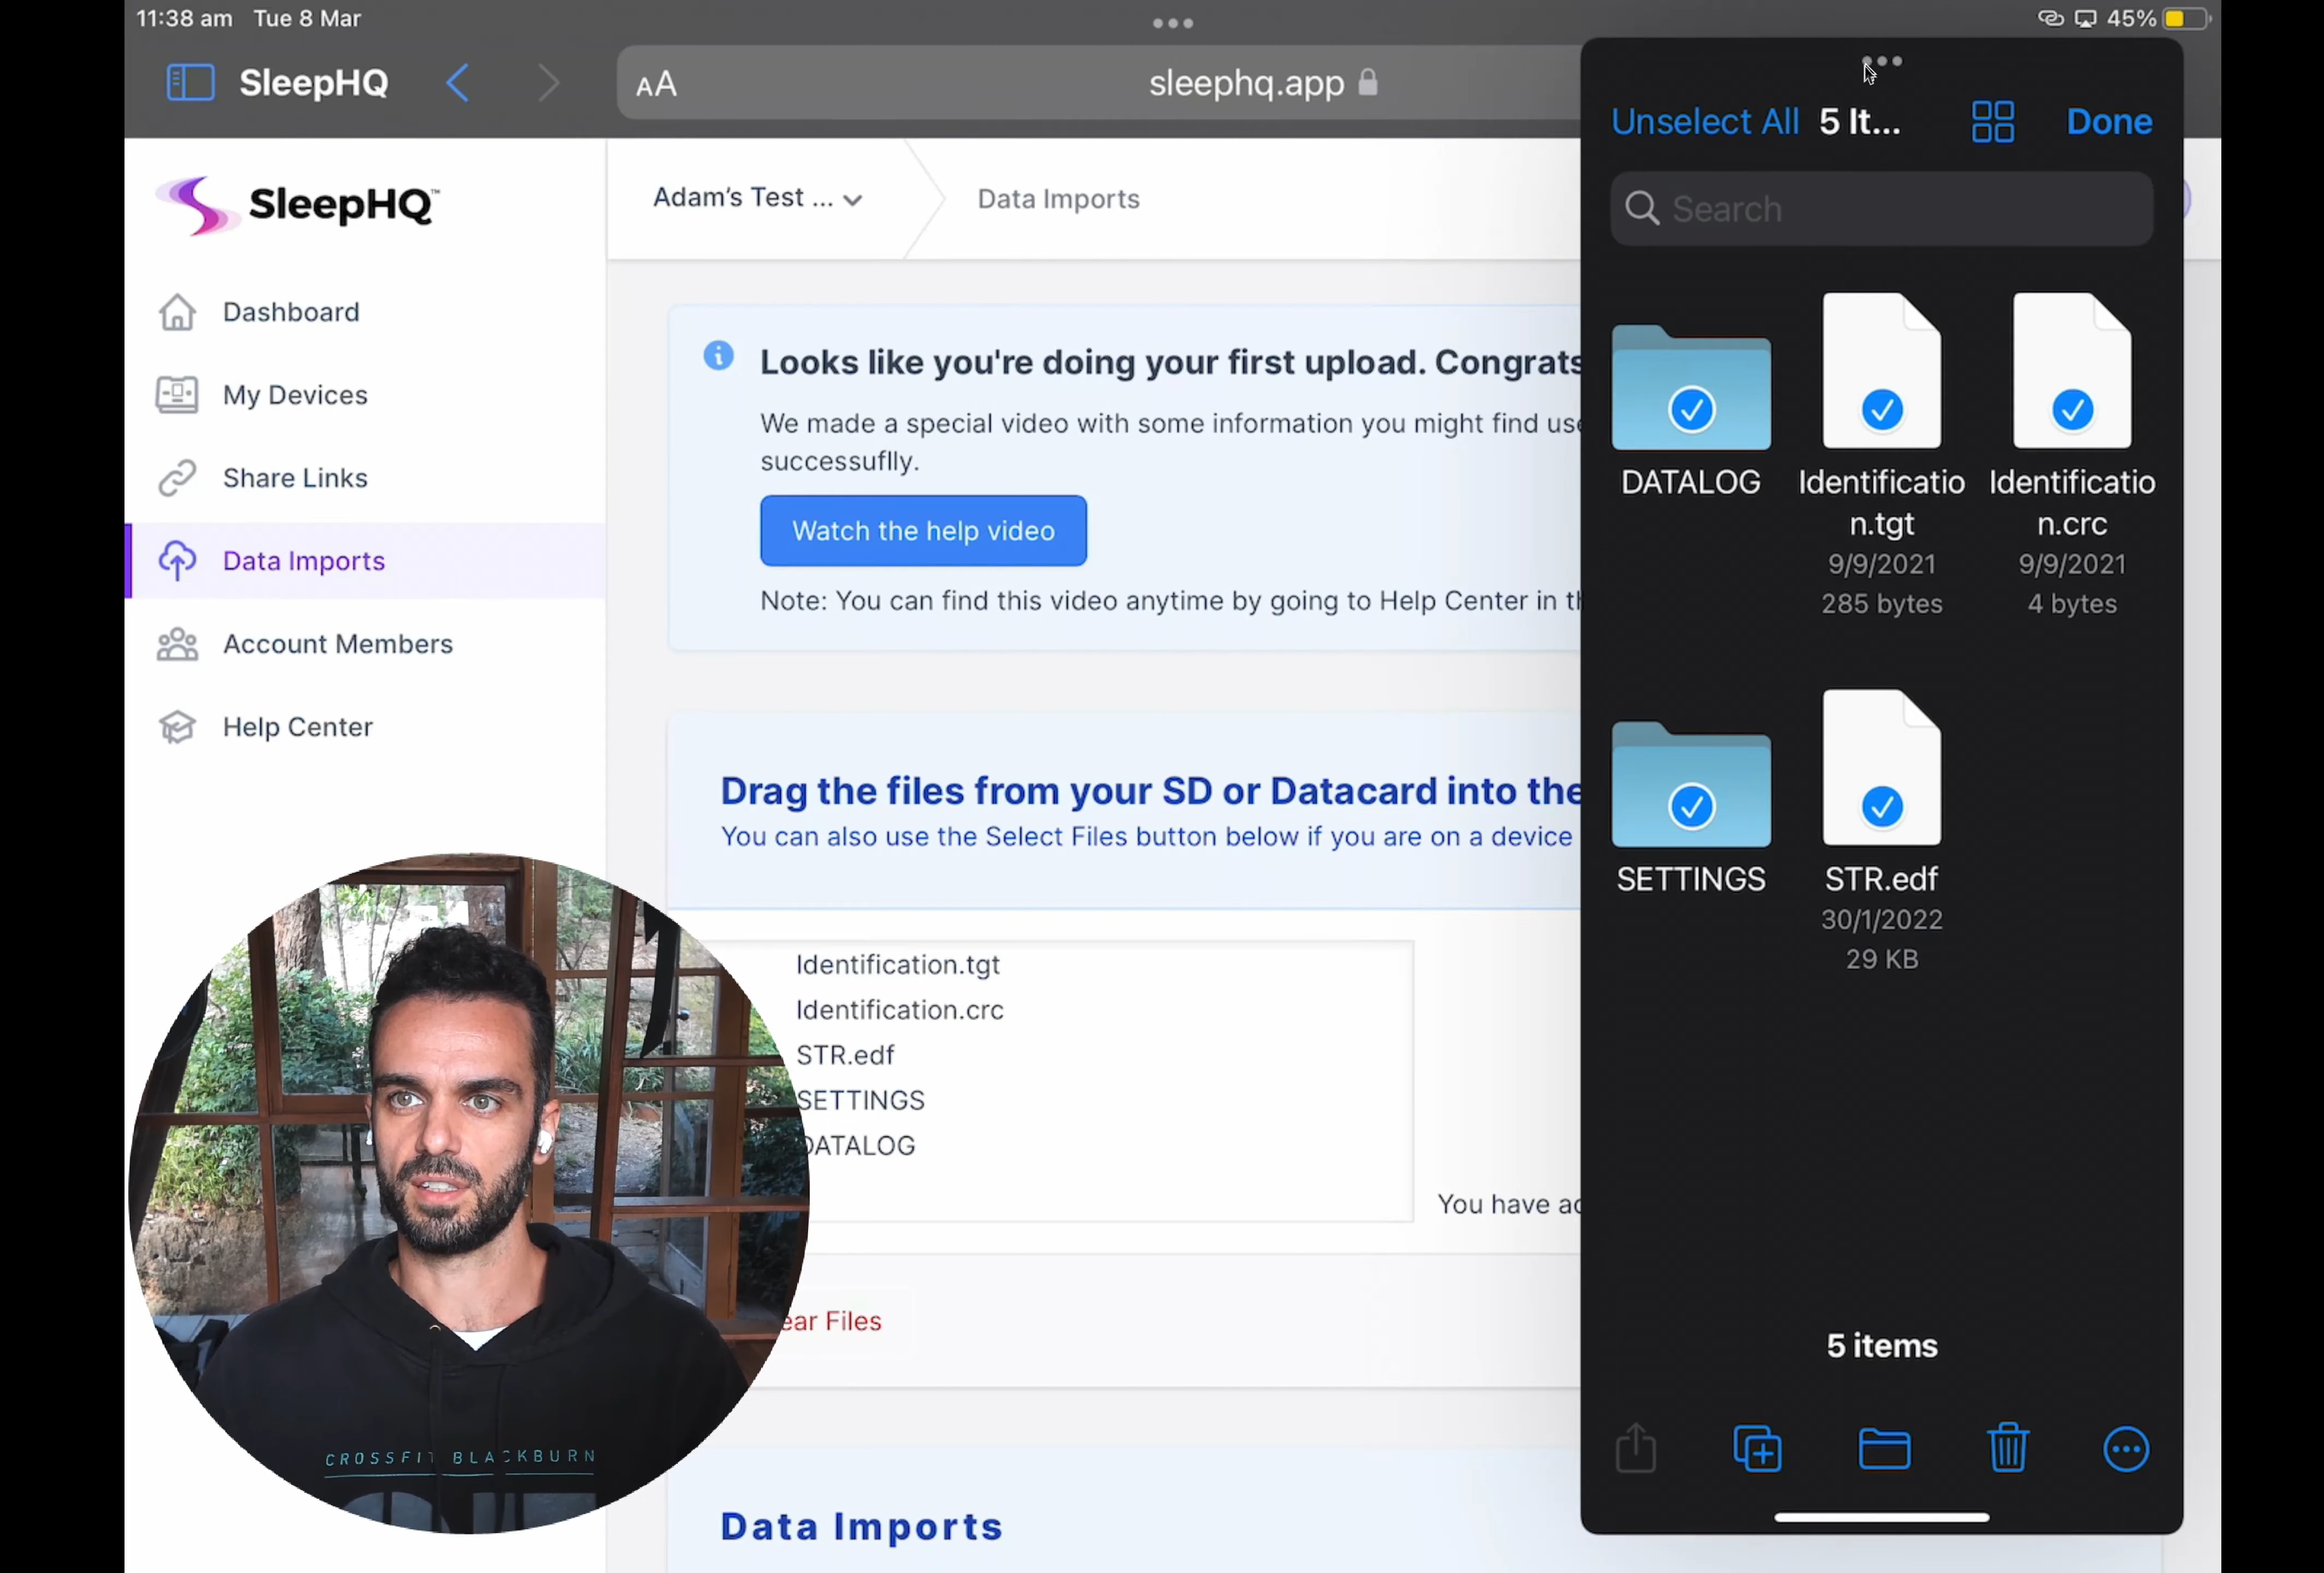 11:38 am Tue 8 Mar
45%
SleepHQ
AA
sleephq.app
SleepHQ™
Dashboard
My Devices
Share Links
Data Imports
Account Members
Help Center
Adam's Test ...
Data Imports
Looks like you're doing your first upload. Congrats
We made a special video with some information you might find use
successuflly.
Watch the help video
Note: You can find this video anytime by going to Help Center in th
Drag the files from your SD or Datacard into the
You can also use the Select Files button below if you are on a device
Identification.tgt
Identification.crc
STR.edf
SETTINGS
DATALOG
You have ac
ear Files
Data Imports
Unselect All 5 It... Done
Search
DATALOG
Identificatio
n.tgt
9/9/2021
285 bytes
Identificatio
n.crc
9/9/2021
4 bytes
SETTINGS
STR.edf
30/1/2022
29 KB
5 items
CROSSFIT BLACKBURN